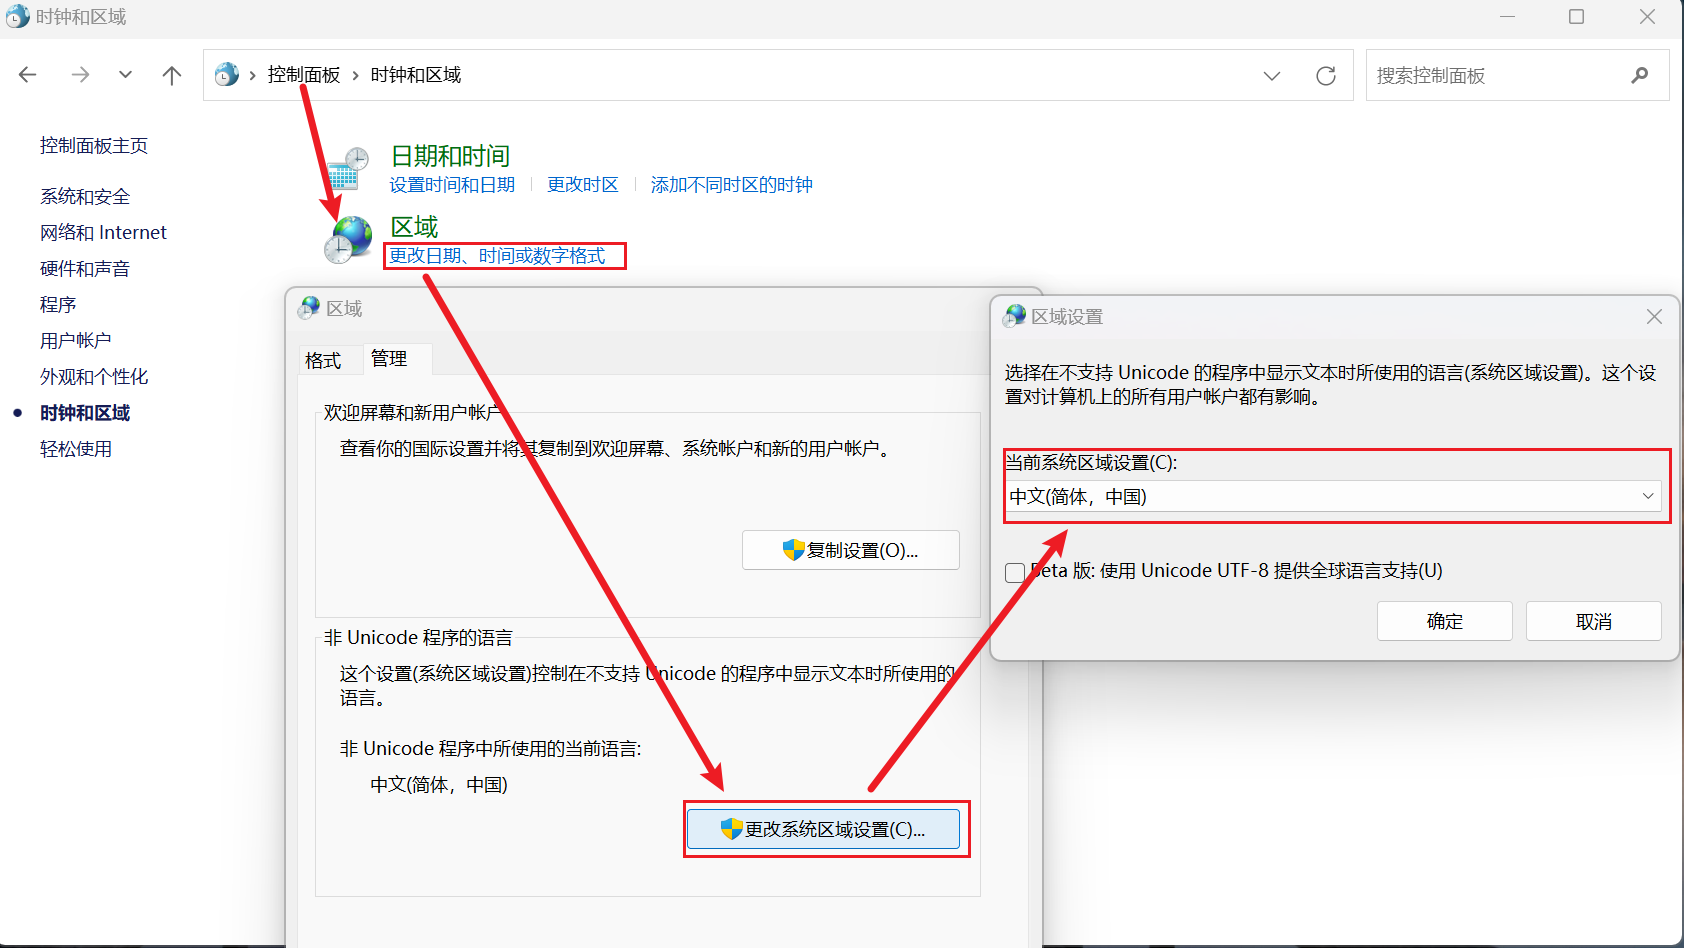 时钟和区域
控制面板 时钟和区域
搜索控制面板
控制面板主页
系统和安全
网络和 Internet
硬件和声音
程序
用户帐户
外观和个性化
时钟和区域
轻松使用
日期和时间
设置时间和日期 更改时区 添加不同时区的时钟
区域
更改日期、时间或数字格式
区域
格式 管理
欢迎屏幕和新用户帐户
查看你的国际设置并将其复制到欢迎屏幕、系统帐户和新的用户帐户。
复制设置(O)...
非 Unicode 程序的语言
这个设置(系统区域设置)控制在不支持 Unicode 的程序中显示文本时所使用的
语言。
非 Unicode 程序中所使用的当前语言:
中文(简体，中国)
更改系统区域设置(C)...
区域设置
选择在不支持 Unicode 的程序中显示文本时所使用的语言(系统区域设置)。这个设
置对计算机上的所有用户帐户都有影响。
当前系统区域设置(C):
中文(简体，中国)
Beta 版: 使用 Unicode UTF-8 提供全球语言支持(U)
确定 取消